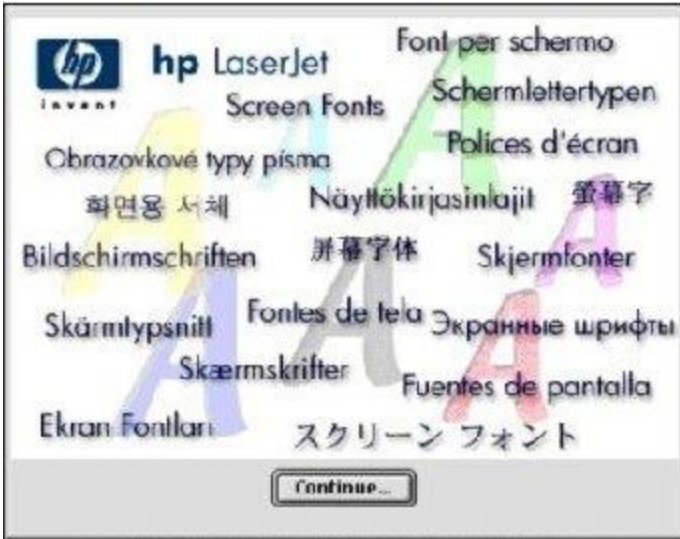 hp
invent
hp LaserJet
Font per schermo
Screen Fonts
Schermlettertypen
Obrazovkové typy písma
Polices d'écran
화면용 서체
Näyttökirjasinlajit
螢幕字
Bildschirmschriften
屏幕字体
Skjermfonter
Skärmtypsnitt
Fontes de tela
Экранные шрифты
Skærmskrifter
Fuentes de pantalla
Ekran Fontları
スクリーン フォント
Continue...